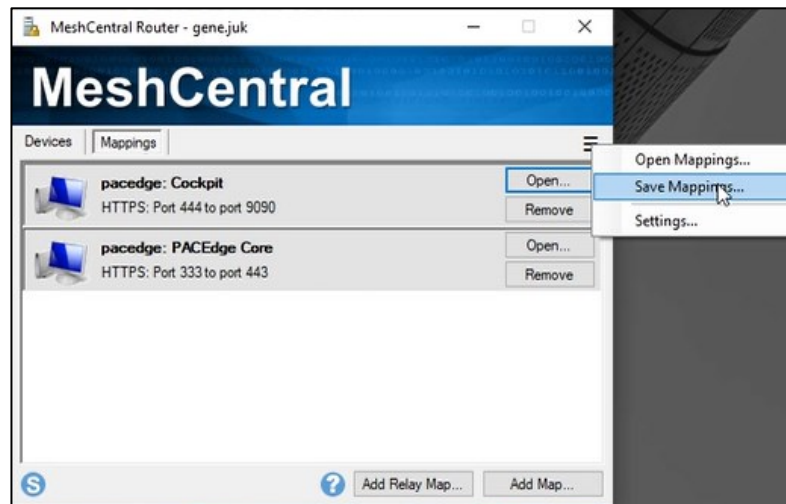 MeshCentral Router - gene.juk
MeshCentral
Devices
Mappings
pacedge: Cockpit
HTTPS: Port 444 to port 9090
Open...
Remove
pacedge: PACEdge Core
HTTPS: Port 333 to port 443
Open...
Remove
Open Mappings...
Save Mappings...
Settings...
S
?
Add Relay Map...
Add Map...